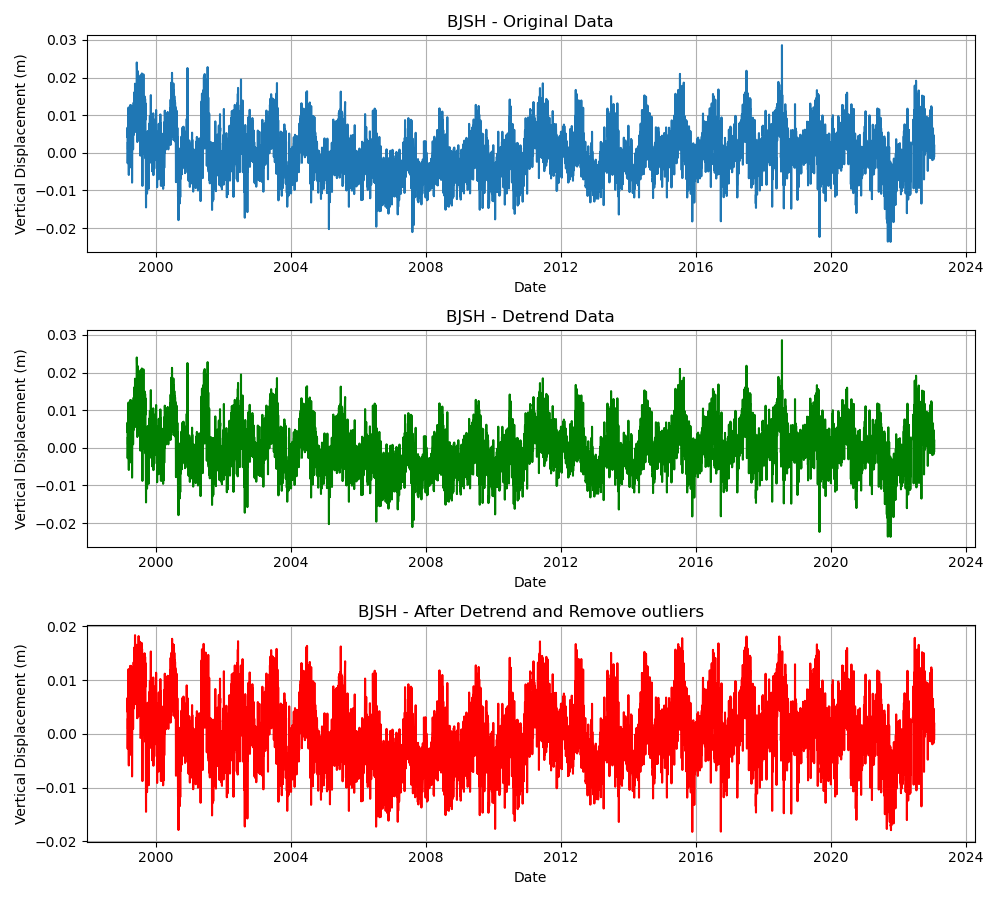 BJSH - Original Data
0.03
0.02
0.01
0.00
−0.01
−0.02
Vertical Displacement (m)
2000 2004 2008 2012 2016 2020 2024
Date
BJSH - Detrend Data
0.03
0.02
0.01
0.00
−0.01
−0.02
Vertical Displacement (m)
2000 2004 2008 2012 2016 2020 2024
Date
BJSH - After Detrend and Remove outliers
0.02
0.01
0.00
−0.01
−0.02
Vertical Displacement (m)
2000 2004 2008 2012 2016 2020 2024
Date